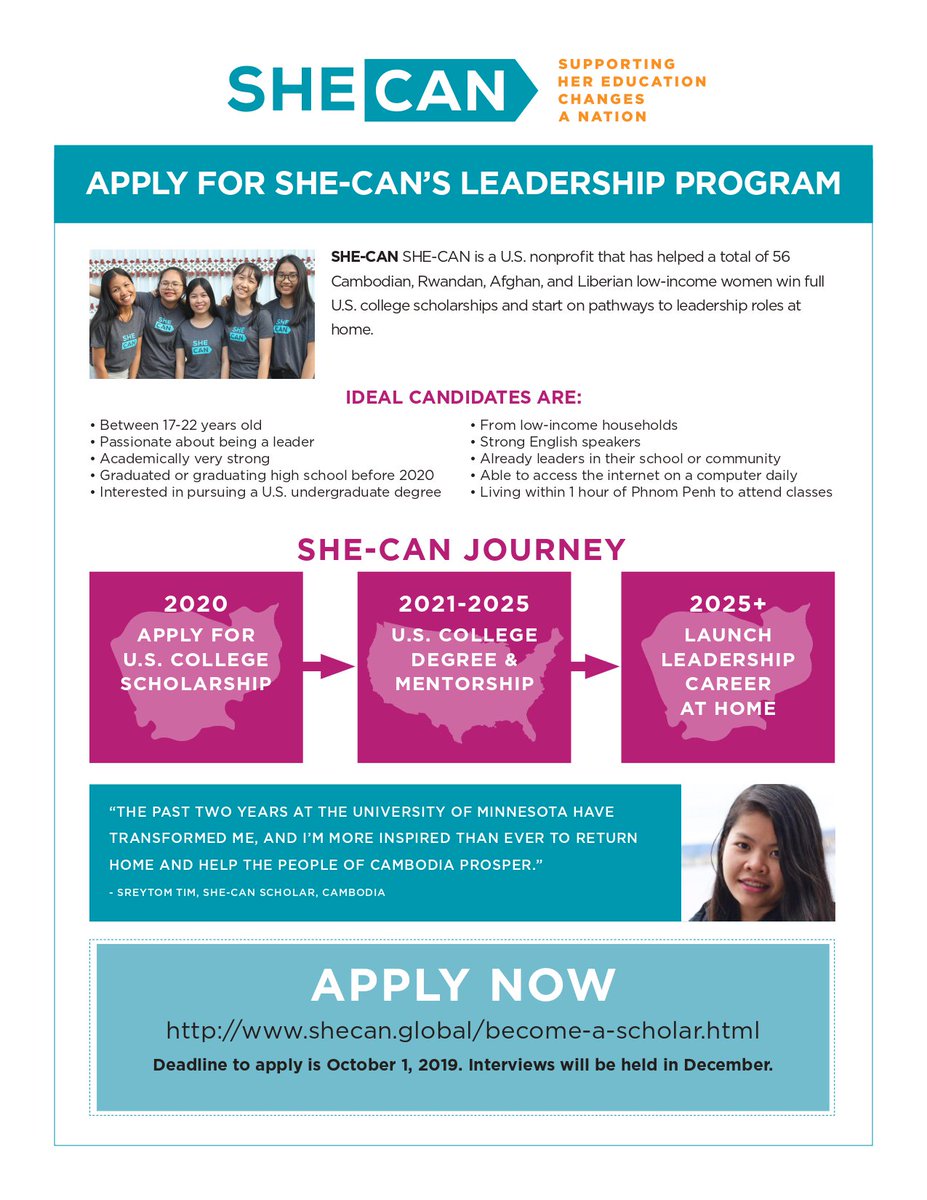 SHE CAN
SUPPORTING
HER EDUCATION
CHANGES
A NATION
APPLY FOR SHE-CAN'S LEADERSHIP PROGRAM
SHE CAN
SHE CAN
SHE CAN
SHE CAN
SHE-CAN SHE-CAN is a U.S. nonprofit that has helped a total of 56
Cambodian, Rwandan, Afghan, and Liberian low-income women win full
U.S. college scholarships and start on pathways to leadership roles at
home.
IDEAL CANDIDATES ARE:
• Between 17-22 years old
• Passionate about being a leader
• Academically very strong
• Graduated or graduating high school before 2020
• Interested in pursuing a U.S. undergraduate degree
• From low-income households
• Strong English speakers
• Already leaders in their school or community
• Able to access the internet on a computer daily
• Living within 1 hour of Phnom Penh to attend classes
SHE-CAN JOURNEY
2020
APPLY FOR
U.S. COLLEGE
SCHOLARSHIP
2021-2025
U.S. COLLEGE
DEGREE &
MENTORSHIP
2025+
LAUNCH
LEADERSHIP
CAREER
AT HOME
“THE PAST TWO YEARS AT THE UNIVERSITY OF MINNESOTA HAVE
TRANSFORMED ME, AND I’M MORE INSPIRED THAN EVER TO RETURN
HOME AND HELP THE PEOPLE OF CAMBODIA PROSPER.”
- SREYTOM TIM, SHE-CAN SCHOLAR, CAMBODIA
APPLY NOW
http://www.shecan.global/become-a-scholar.html
Deadline to apply is October 1, 2019. Interviews will be held in December.